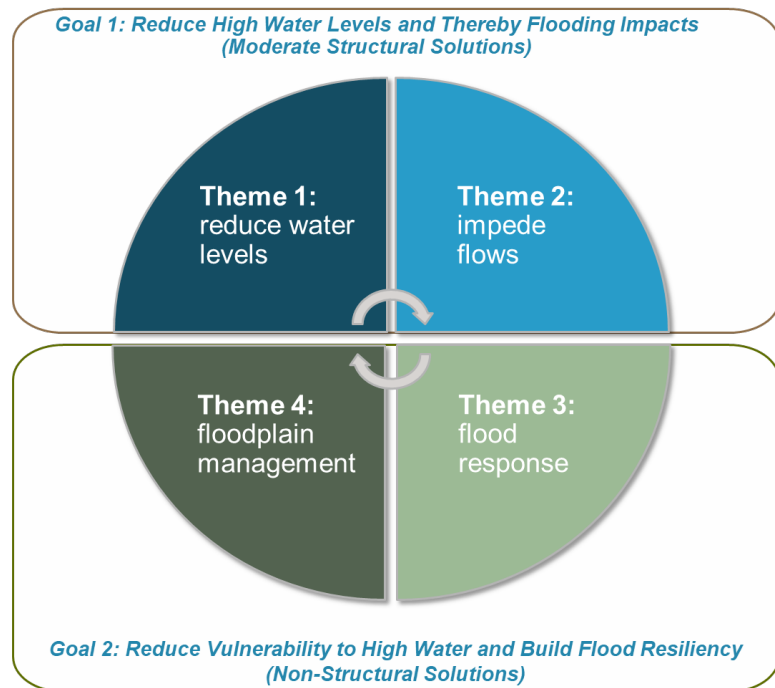 Goal 1: Reduce High Water Levels and Thereby Flooding Impacts
(Moderate Structural Solutions)
Theme 1:
reduce water
levels
Theme 2:
impede
flows
Theme 4:
floodplain
management
Theme 3:
flood
response
Goal 2: Reduce Vulnerability to High Water and Build Flood Resiliency
(Non-Structural Solutions)